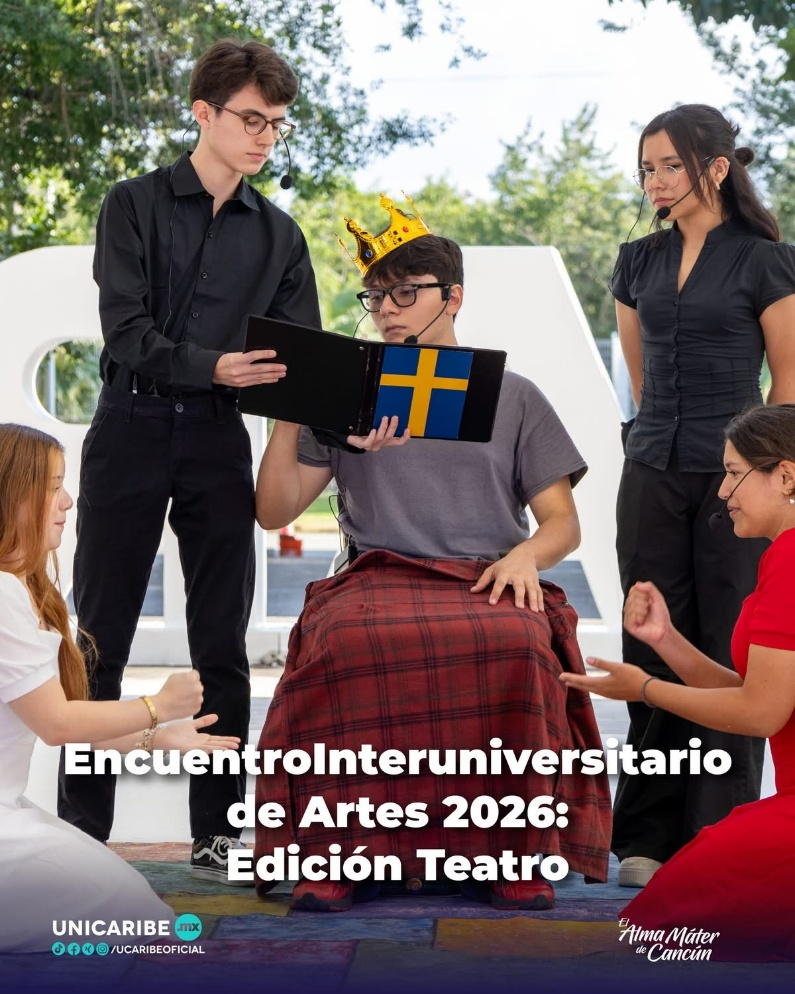 EncuentroInteruniversitario
de Artes 2026:
Edición Teatro
UNICARIBE .mx
/UCARIBEOFICIAL
El
Alma Máter
de Cancún